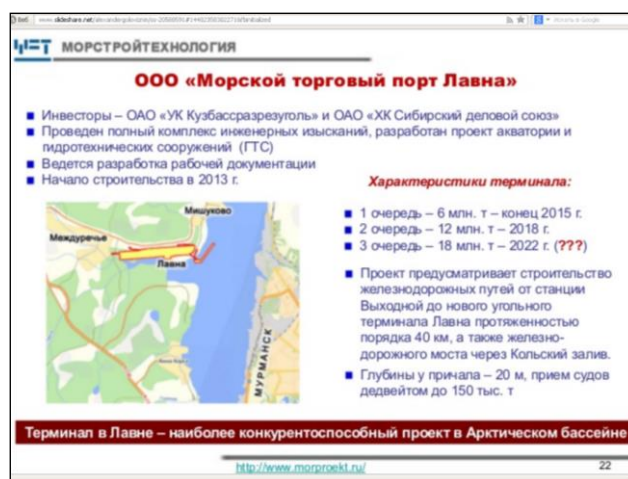 МОРСТРОЙТЕХНОЛОГИЯ
ООО «Морской торговый порт Лавна»
Инвесторы – ОАО «УК Кузбассразрезуголь» и ОАО «ХК Сибирский деловой союз»
Проведен полный комплекс инженерных изысканий, разработан проект акватории и
гидротехнических сооружений (ГТС)
Ведется разработка рабочей документации
Начало строительства в 2013 г.
Характеристики терминала:
1 очередь – 6 млн. т – конец 2015 г.
2 очередь – 12 млн. т – 2018 г.
3 очередь – 18 млн. т – 2022 г. (???)
Проект предусматривает строительство
железнодорожных путей от станции
Выходной до нового угольного
терминала Лавна протяженностью
порядка 40 км, а также железно-
дорожного моста через Кольский залив.
Глубины у причала – 20 м, прием судов
дедвейтом до 150 тыс. т
Мишуково
Междуречье
Лавна
МУРМАНСК
Терминал в Лавне – наиболее конкурентоспособный проект в Арктическом бассейне
http://www.morproekt.ru/
22